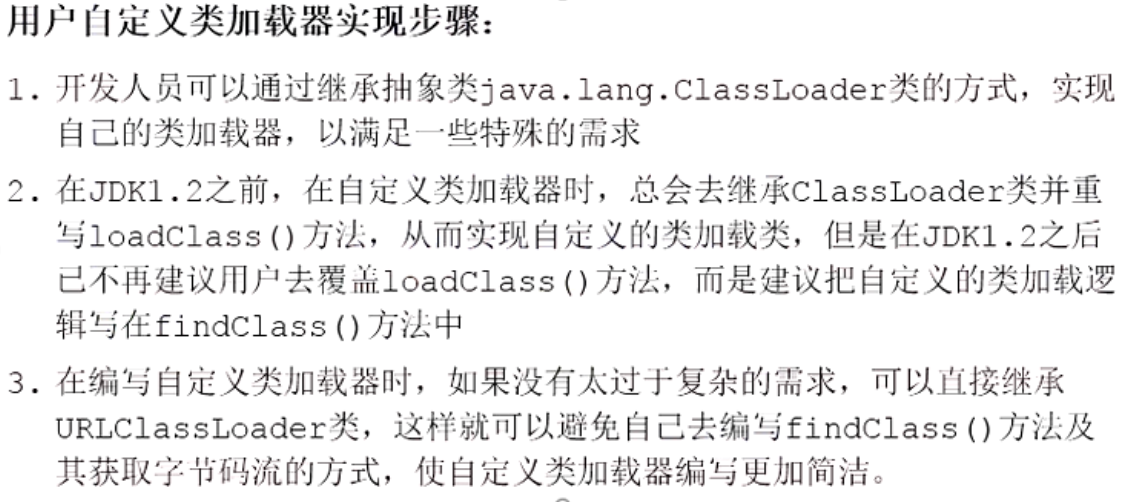 用户自定义类加载器实现步骤：
1. 开发人员可以通过继承抽象类java.lang.ClassLoader类的方式，实现
自己的类加载器，以满足一些特殊的需求
2. 在JDK1.2之前，在自定义类加载器时，总会去继承ClassLoader类并重
写loadClass()方法，从而实现自定义的类加载类，但是在JDK1.2之后
已不再建议用户去覆盖loadClass()方法，而是建议把自定义的类加载逻
辑写在findClass()方法中
3. 在编写自定义类加载器时，如果没有太过于复杂的需求，可以直接继承
URLClassLoader类，这样就可以避免自己去编写findClass()方法及
其获取字节码流的方式，使自定义类加载器编写更加简洁。